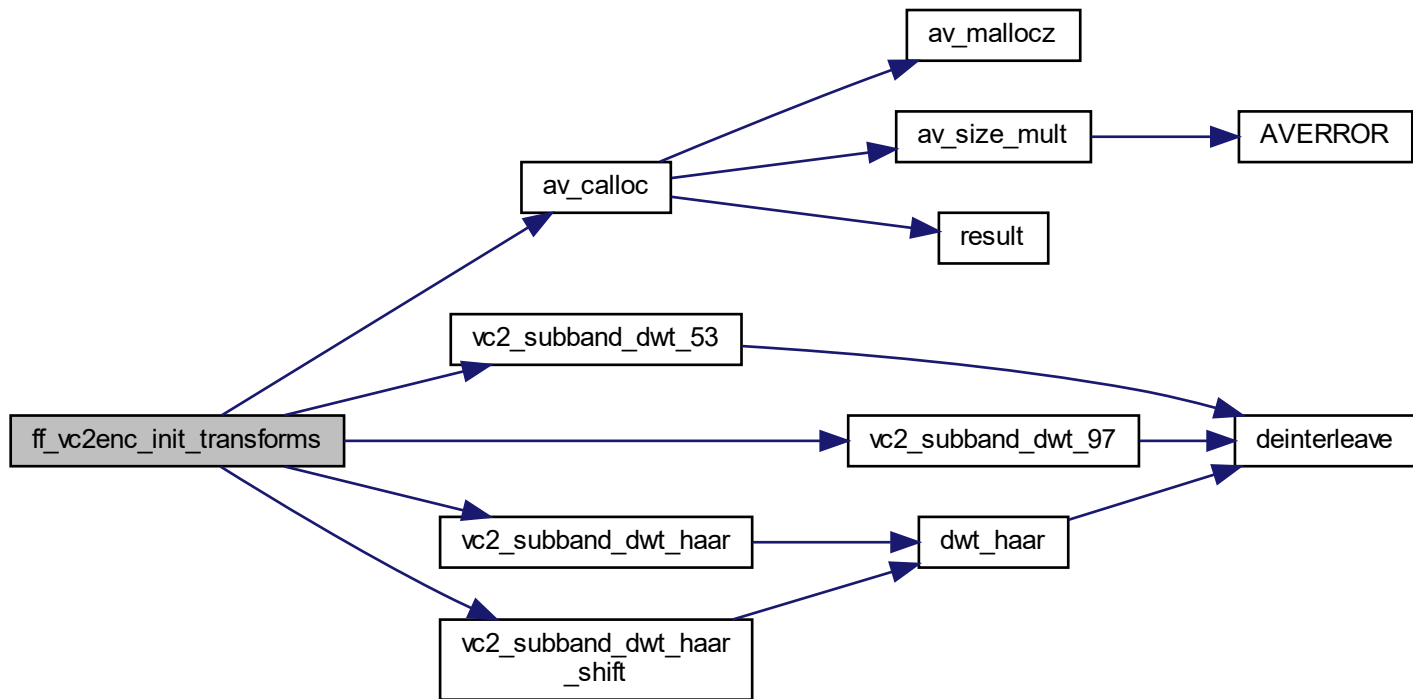 av_mallocz
av_size_mult
AVERROR
av_calloc
result
vc2_subband_dwt_53
ff_vc2enc_init_transforms
vc2_subband_dwt_97
deinterleave
vc2_subband_dwt_haar
dwt_haar
vc2_subband_dwt_haar
_shift